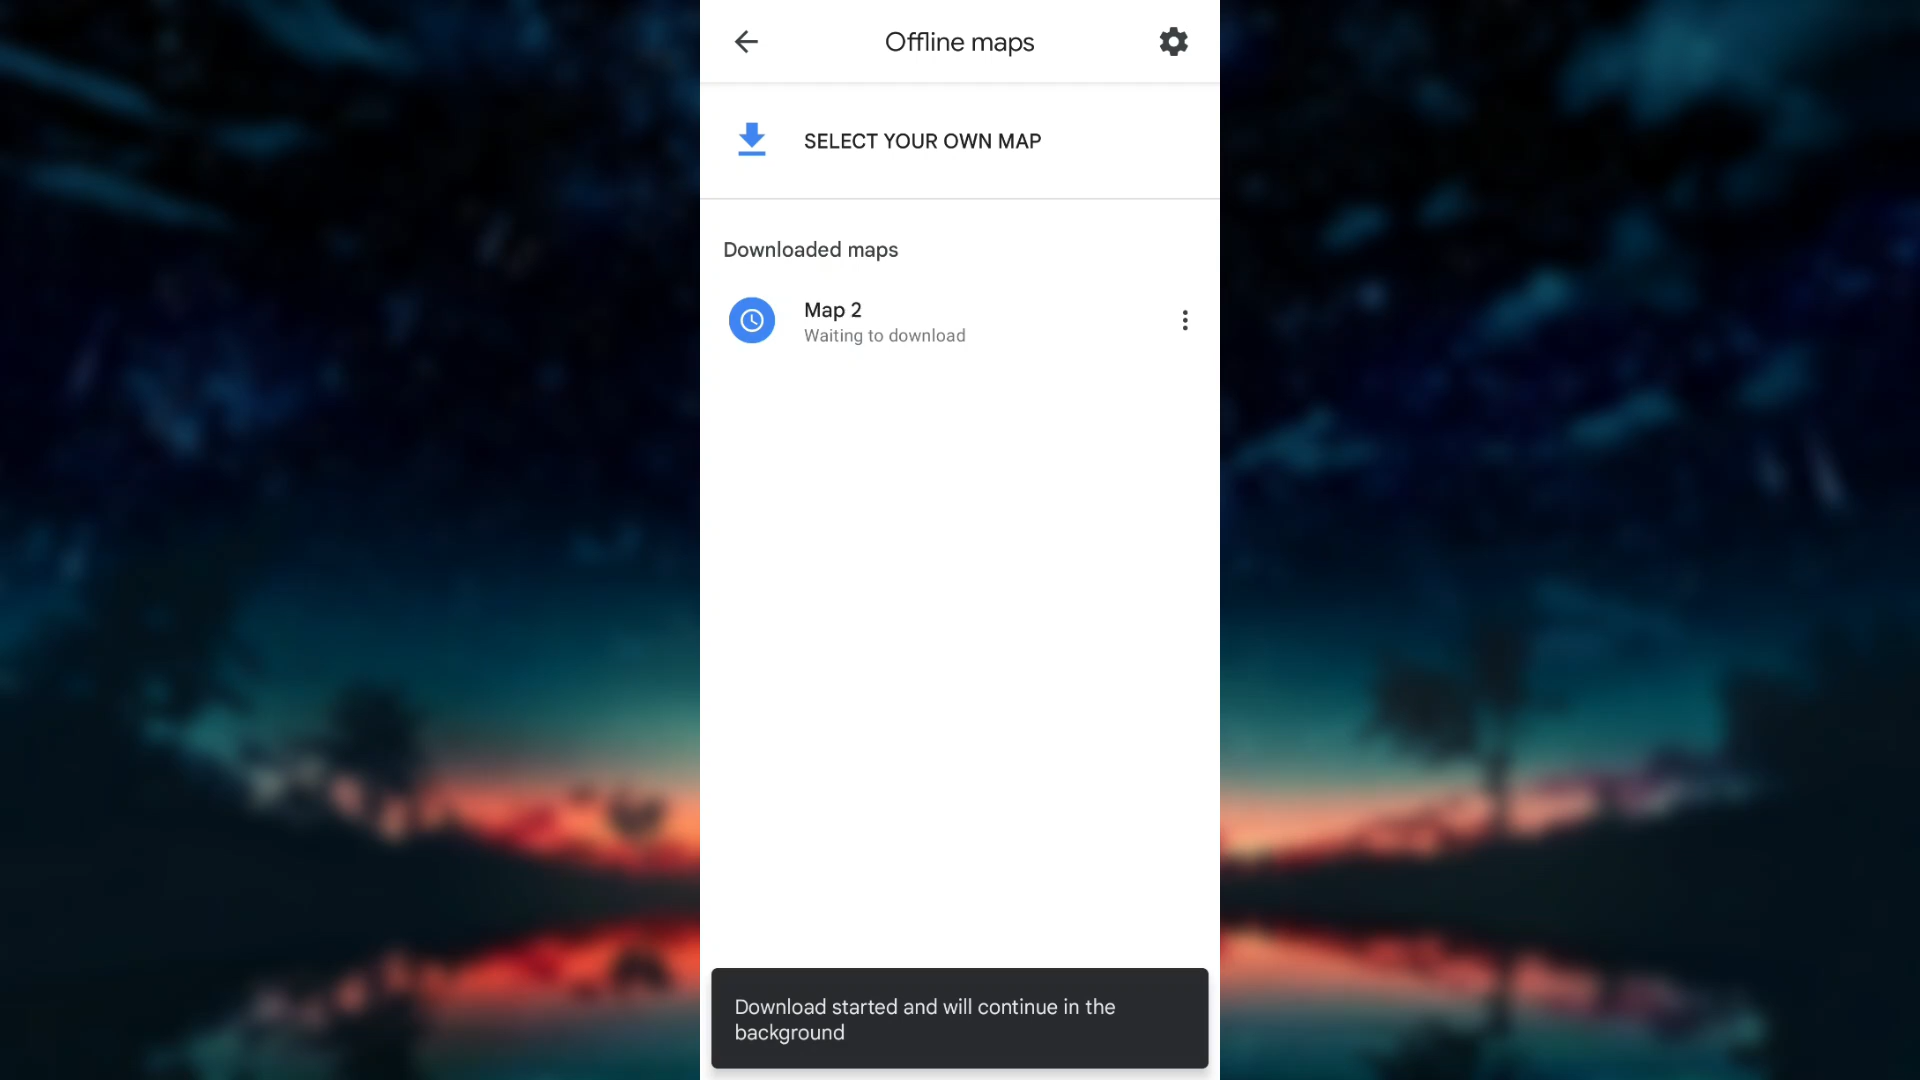 Offline maps
SELECT YOUR OWN MAP
Downloaded maps
Map 2
Waiting to download
Download started and will continue in the
background